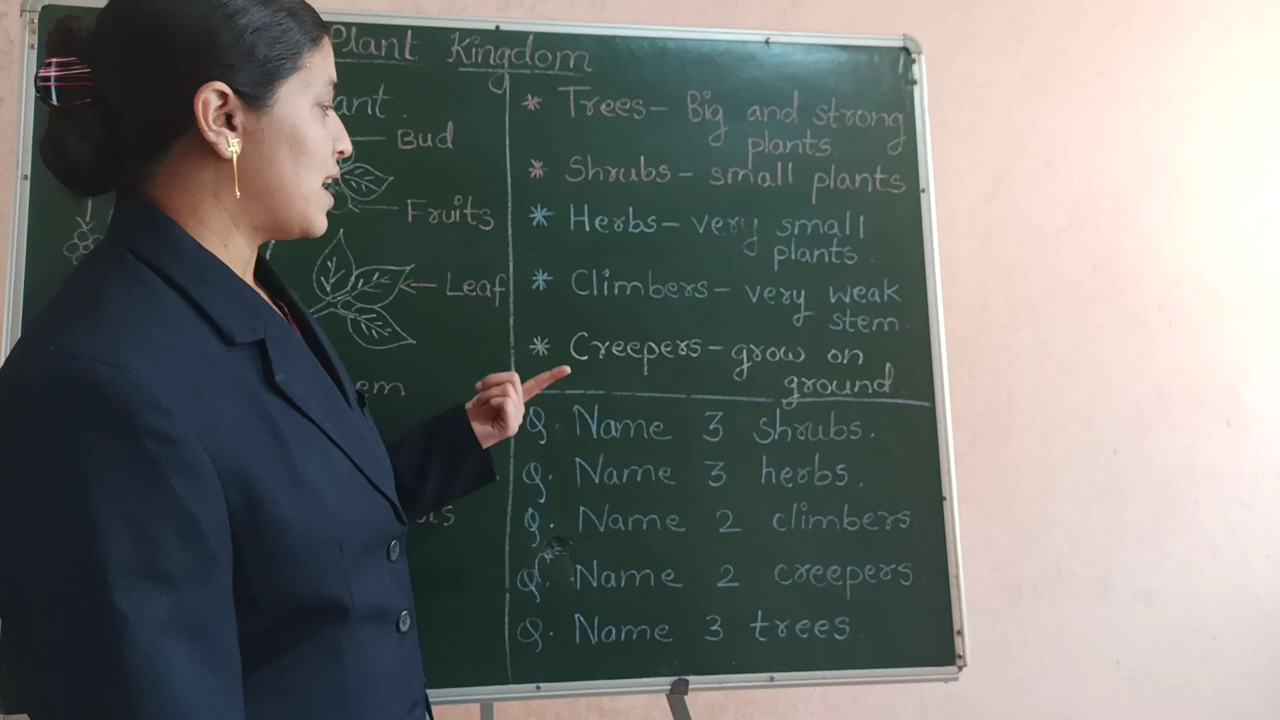 Plant Kingdom
ant.
Bud
Fruits
Leaf
* Trees- Big and strong
plants
* Shrubs- small plants
* Herbs- very small
plants.
* Climbers- very weak
stem.
* Creepers- grow on
ground.
Q. Name 3 shrubs.
Q. Name 3 herbs.
Q. Name 2 climbers.
Q. Name 2 creepers.
Q. Name 3 trees.